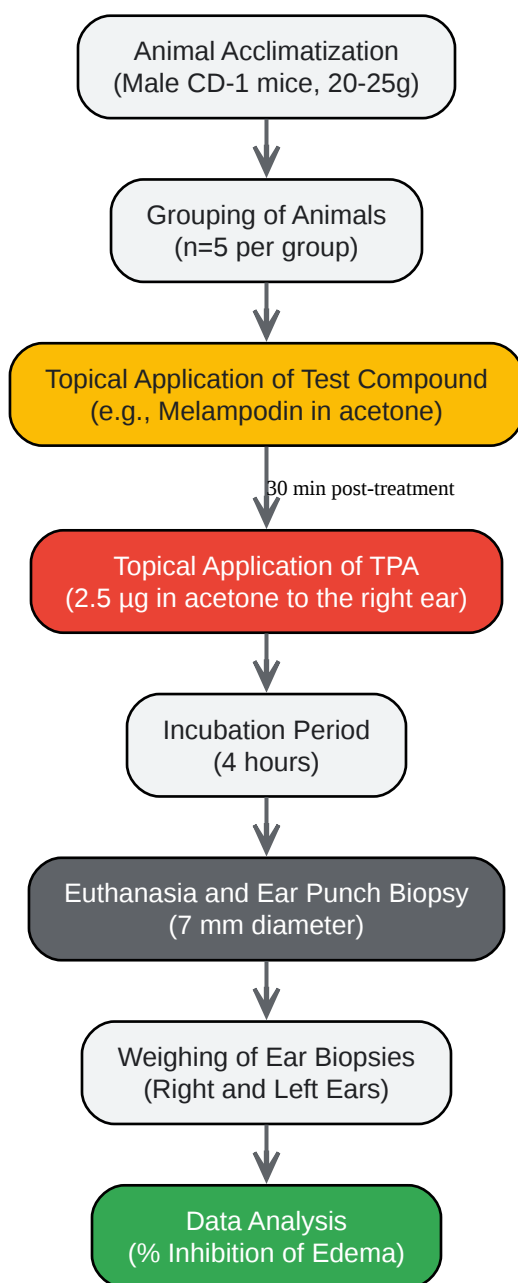 Animal Acclimatization
(Male CD-1 mice, 20-25g)
Grouping of Animals
(n=5 per group)
Topical Application of Test Compound
(e.g., Melampodin in acetone)
30 min post-treatment
Topical Application of TPA
(2.5 µg in acetone to the right ear)
Incubation Period
(4 hours)
Euthanasia and Ear Punch Biopsy
(7 mm diameter)
Weighing of Ear Biopsies
(Right and Left Ears)
Data Analysis
(% Inhibition of Edema)